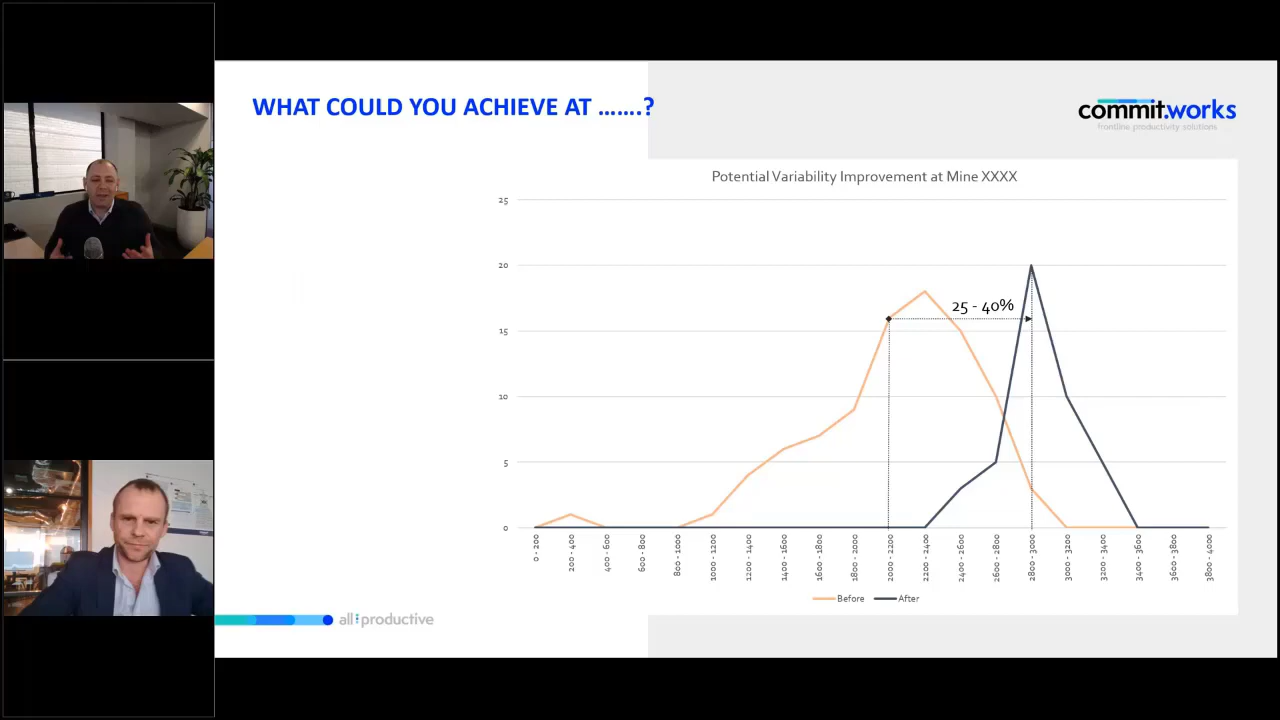 WHAT COULD YOU ACHIEVE AT .......?
commit.works
frontline productivity solutions
Potential Variability Improvement at Mine XXXX
25
20
15
10
5
0
25 - 40%
0 - 200
200 - 400
400 - 600
600 - 800
800 - 1000
1000 - 1200
1200 - 1400
1400 - 1600
1600 - 1800
1800 - 2000
2000 - 2200
2200 - 2400
2400 - 2600
2600 - 2800
2800 - 3000
3000 - 3200
3200 - 3400
3400 - 3600
3600 - 3800
3800 - 4000
Before After
all productive